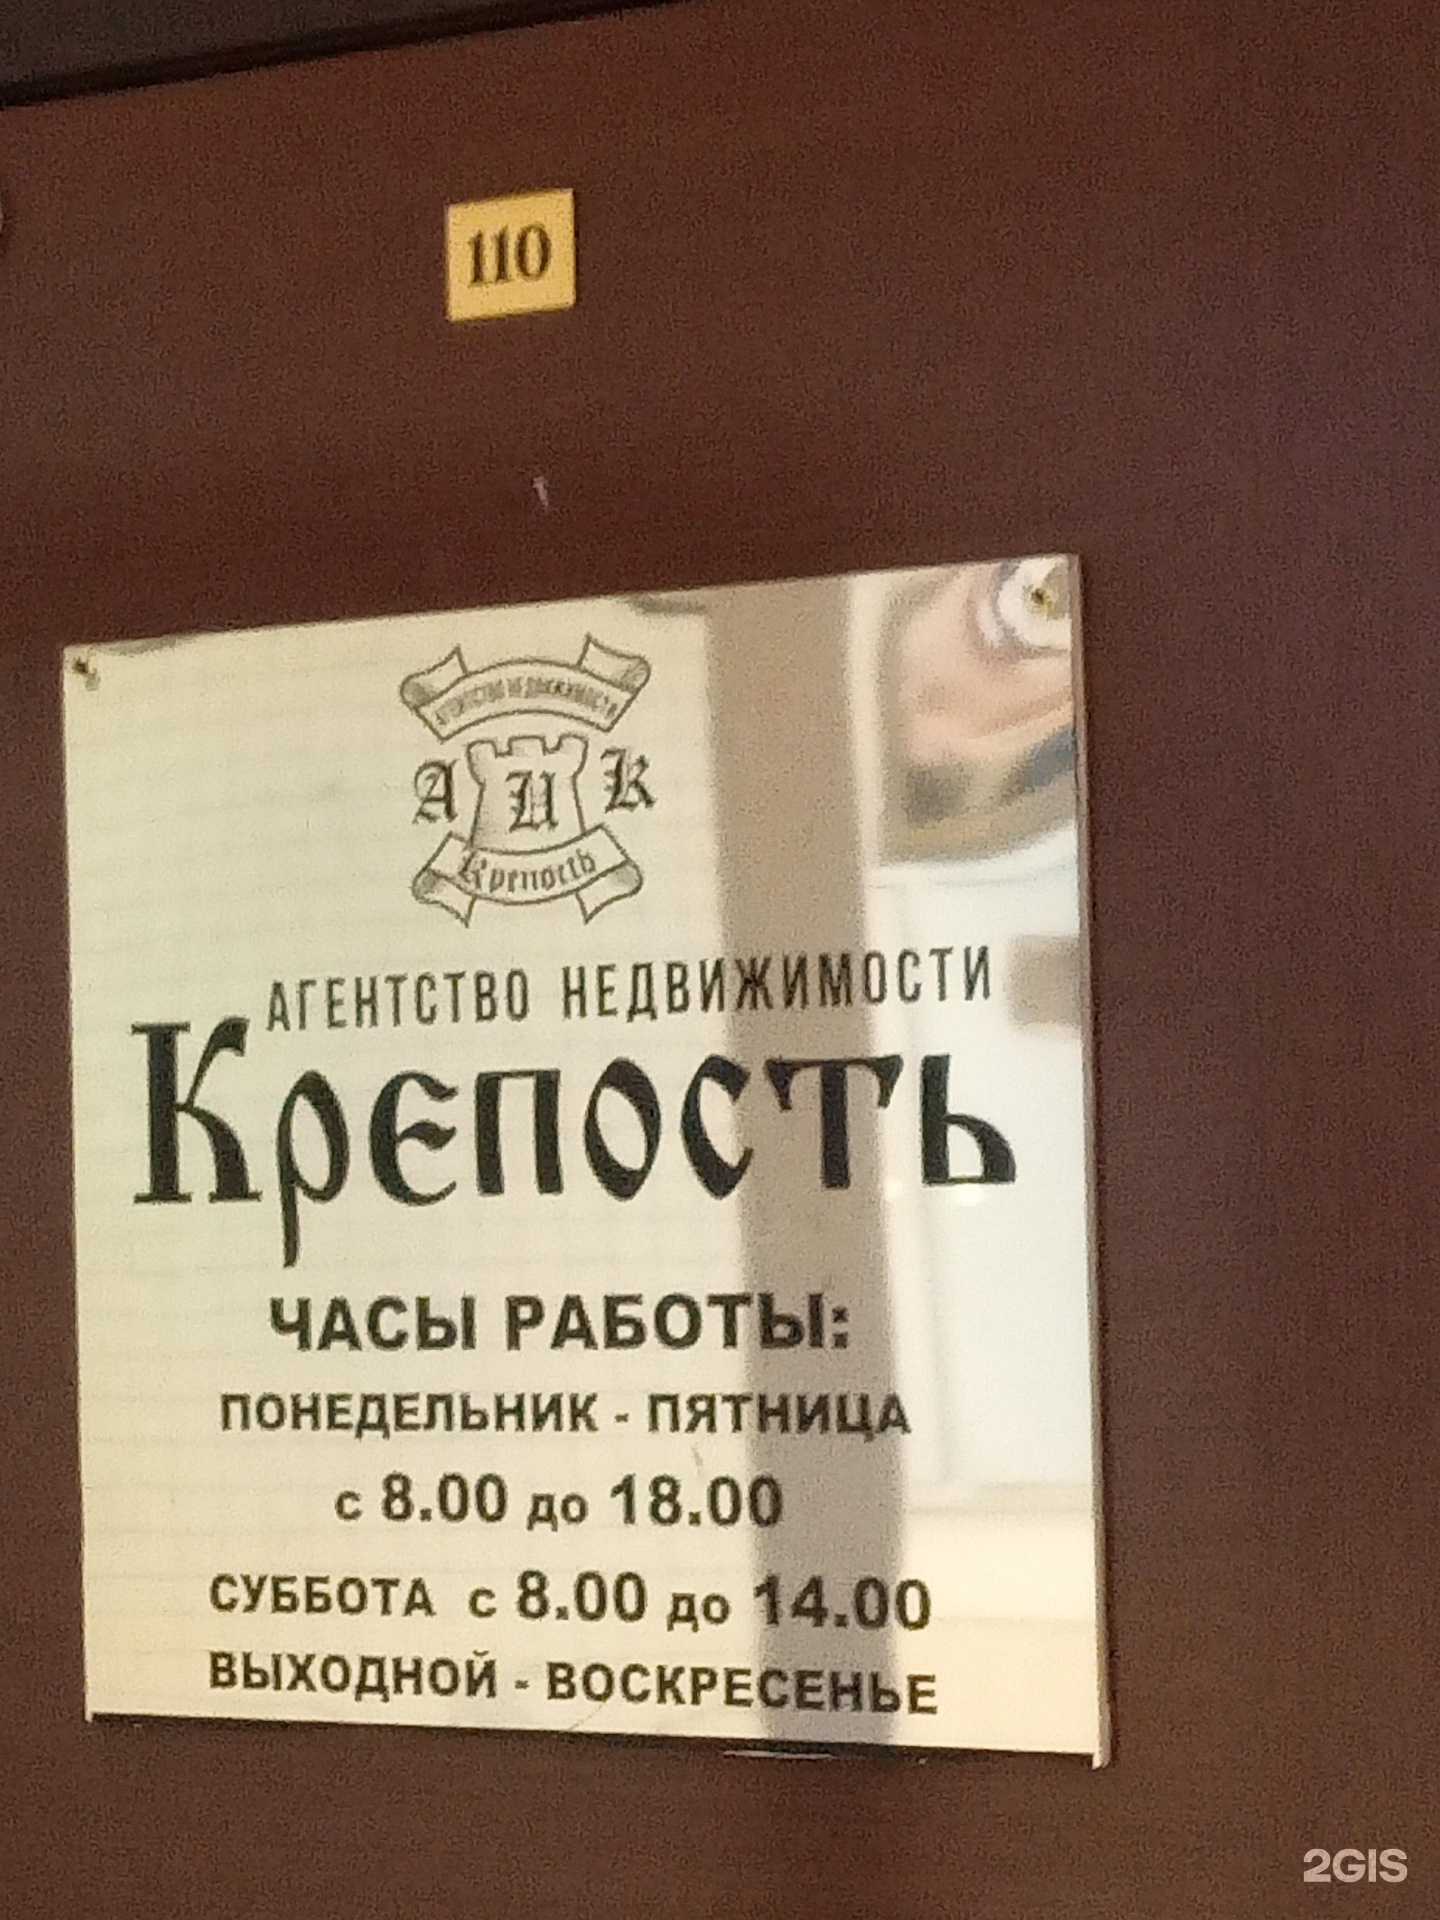 110
АГЕНТСТВО НЕДВИЖИМОСТИ
А И К
Крепость
АГЕНТСТВО НЕДВИЖИМОСТИ
Крепость
ЧАСЫ РАБОТЫ:
ПОНЕДЕЛЬНИК - ПЯТНИЦА
с 8.00 до 18.00
СУББОТА с 8.00 до 14.00
ВЫХОДНОЙ - ВОСКРЕСЕНЬЕ
2GIS